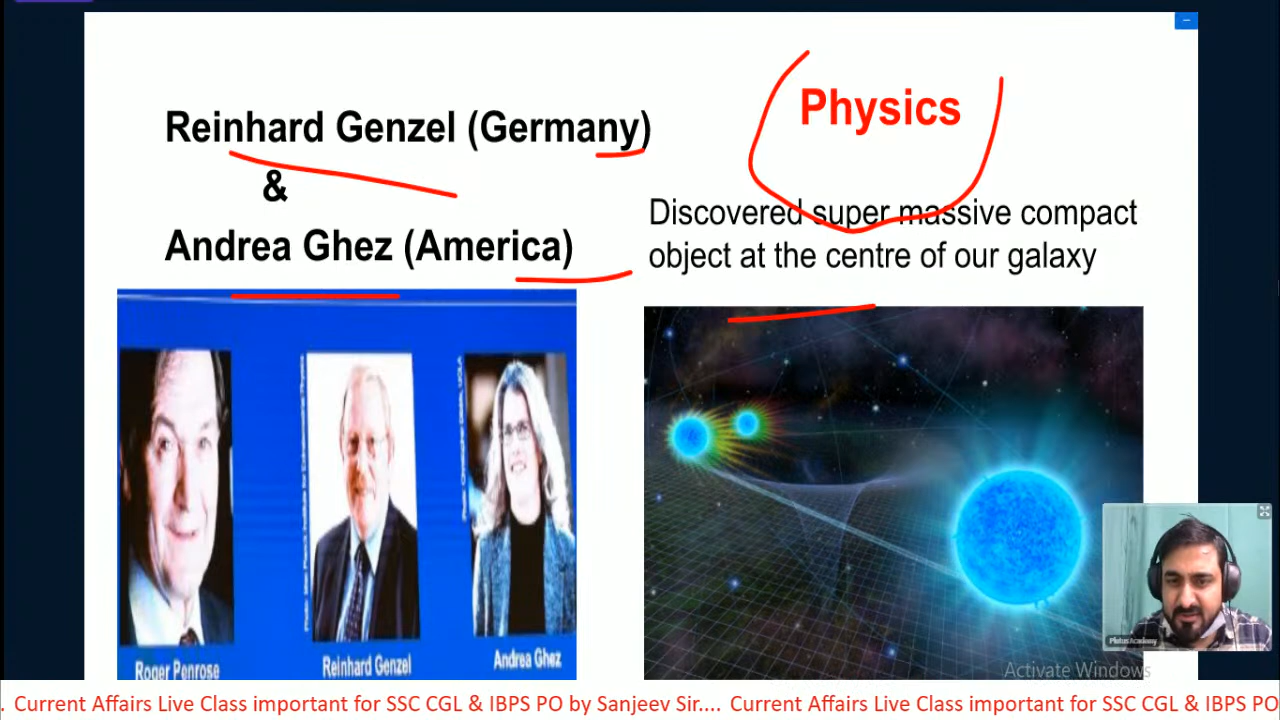 Reinhard Genzel (Germany)
&
Andrea Ghez (America)
Physics
Discovered super massive compact
object at the centre of our galaxy
Roger Penrose
Reinhard Genzel
Andrea Ghez
Plutus Academy
Activate Windows
. Current Affairs Live Class important for SSC CGL & IBPS PO by Sanjeev Sir.... Current Affairs Live Class important for SSC CGL & IBPS PO